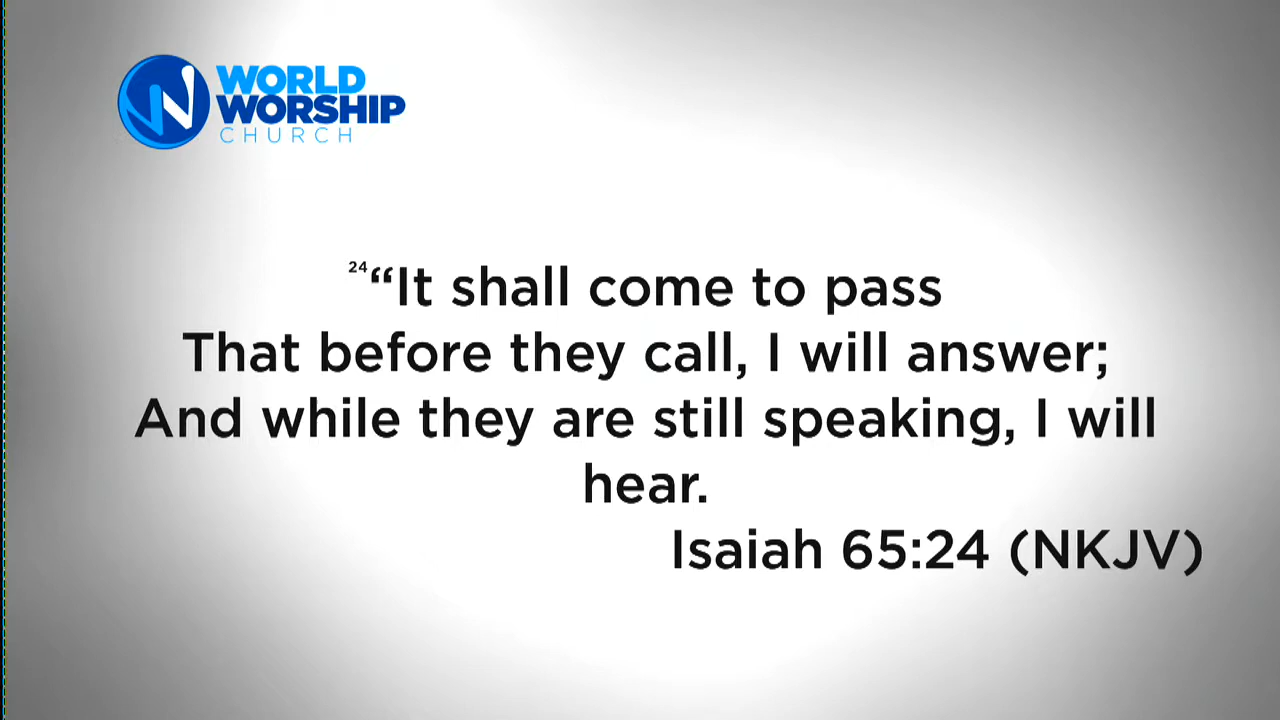 WORLD
WORSHIP
CHURCH
24“It shall come to pass
That before they call, I will answer;
And while they are still speaking, I will
hear.
Isaiah 65:24 (NKJV)